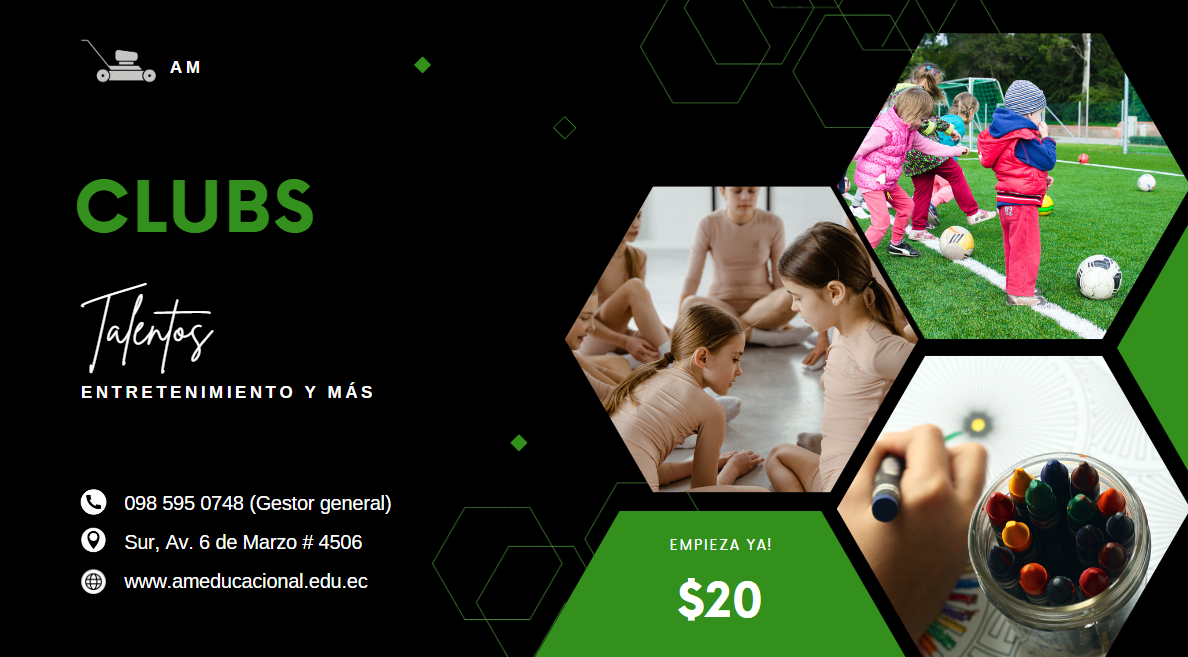 AM
CLUBS
Talentos
ENTRETENIMIENTO Y MÁS
098 595 0748 (Gestor general)
Sur, Av. 6 de Marzo # 4506
www.ameducacional.edu.ec
EMPIEZA YA!
$20